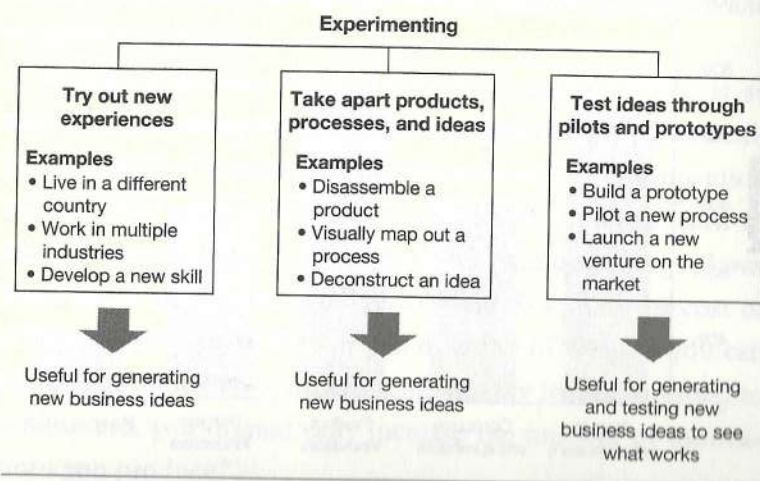 Experimenting
Try out new
experiences
Examples
• Live in a different
country
• Work in multiple
industries
• Develop a new skill
Useful for generating
new business ideas
Take apart products,
processes, and ideas
Examples
• Disassemble a
product
• Visually map out a
process
• Deconstruct an idea
Useful for generating
new business ideas
Test ideas through
pilots and prototypes
Examples
• Build a prototype
• Pilot a new process
• Launch a new
venture on the
market
Useful for generating
and testing new
business ideas to see
what works